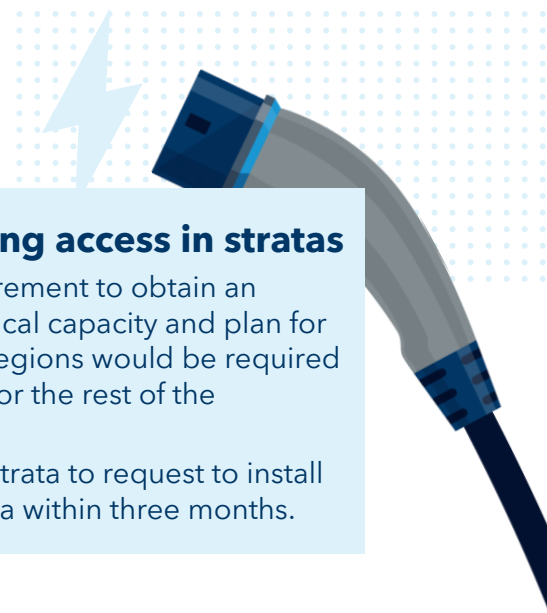 ng access in stratas
rement to obtain an
ical capacity and plan for
egions would be required
or the rest of the
trata to request to install
a within three months.